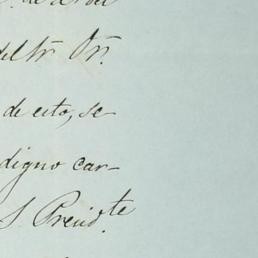 del Sr. Dr.
de esto, se
digno car-
S. Presid.te